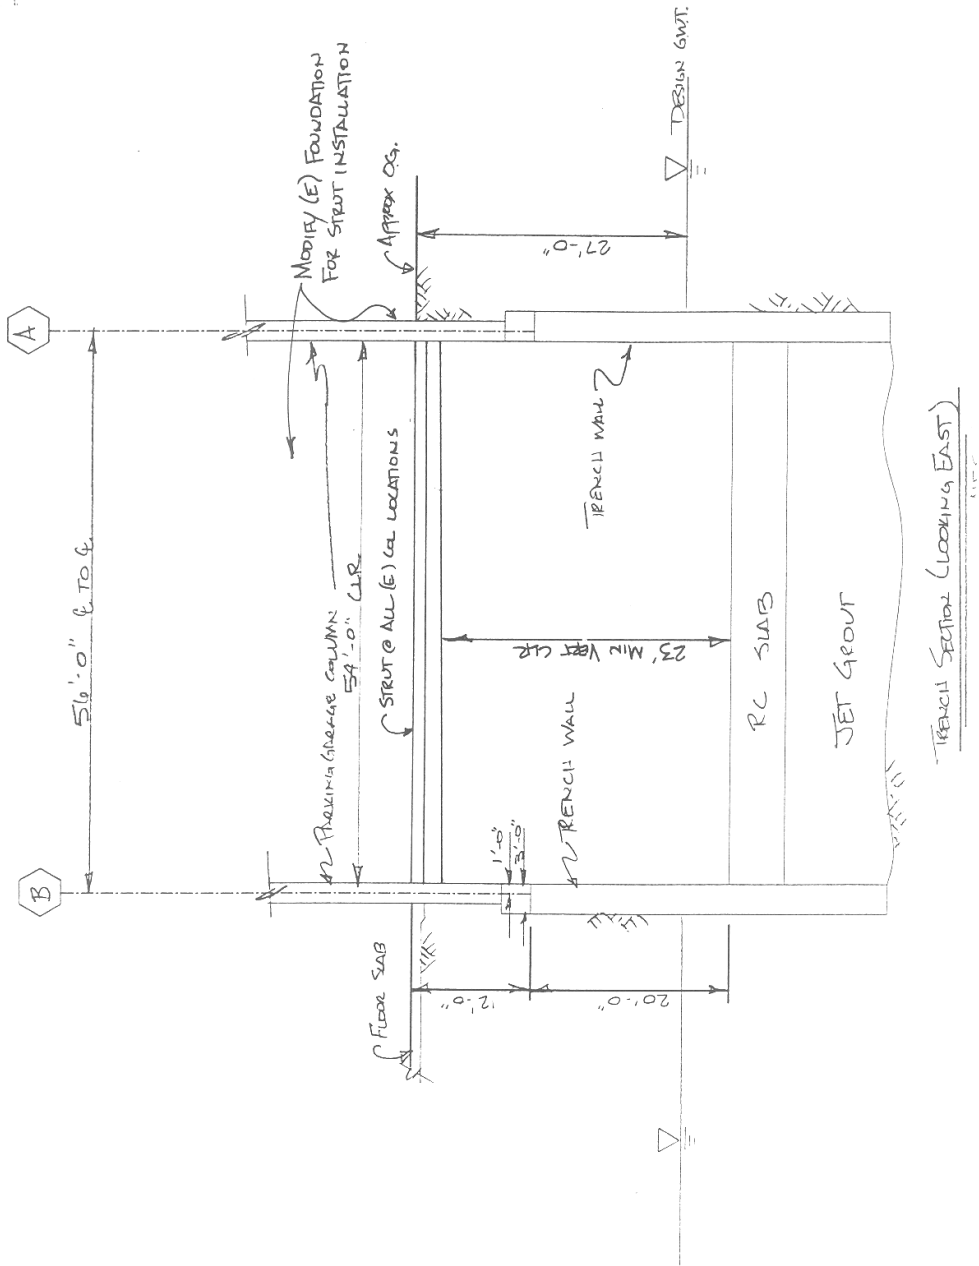 A
B
56'-0" ℄ TO ℄
MODIFY (E) FOUNDATION
FOR STRUT INSTALLATION
APPROX O.G.
PARKING GARAGE COLUMN
54'-0" CLR.
STRUT @ ALL (E) COL LOCATIONS
FLOOR SLAB
12'-0"
20'-0"
1'-0"
3'-0"
27'-0"
DESIGN GWT.
TRENCH WALL
TRENCH WALL
23' MIN VERT CLR
RC SLAB
JET GROUT
TRENCH SECTION (LOOKING EAST)